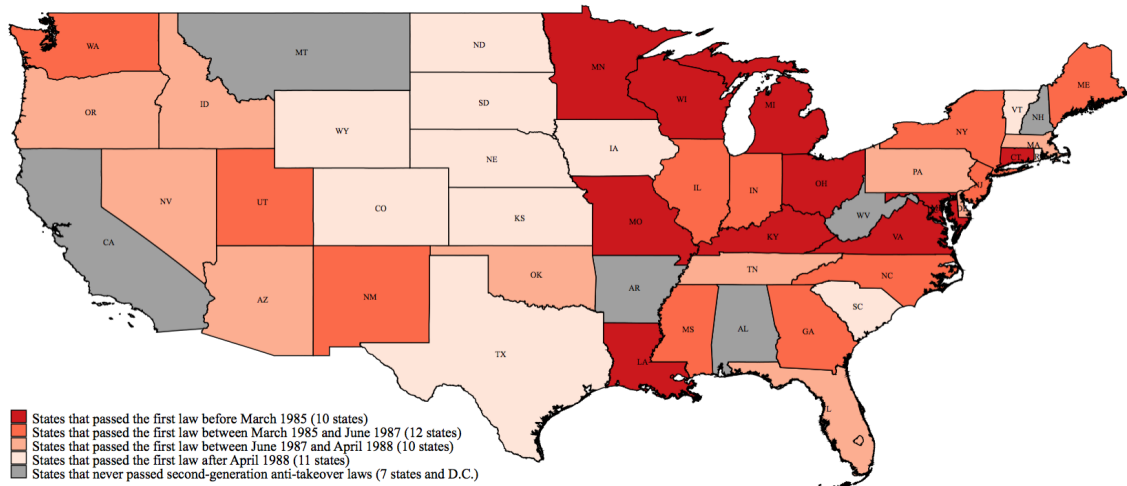 WA
MT
ND
MN
OR
ID
WY
SD
WI
MI
ME
VT
NH
NY
MA
CT
R
CA
NV
UT
CO
NE
IA
KS
MO
IL
IN
OH
PA
NJ
WV
VA
KY
AZ
NM
OK
AR
TN
NC
SC
TX
LA
MS
AL
GA
L
States that passed the first law before March 1985 (10 states)
States that passed the first law between March 1985 and June 1987 (12 states)
States that passed the first law between June 1987 and April 1988 (10 states)
States that passed the first law after April 1988 (11 states)
States that never passed second-generation anti-takeover laws (7 states and D.C.)